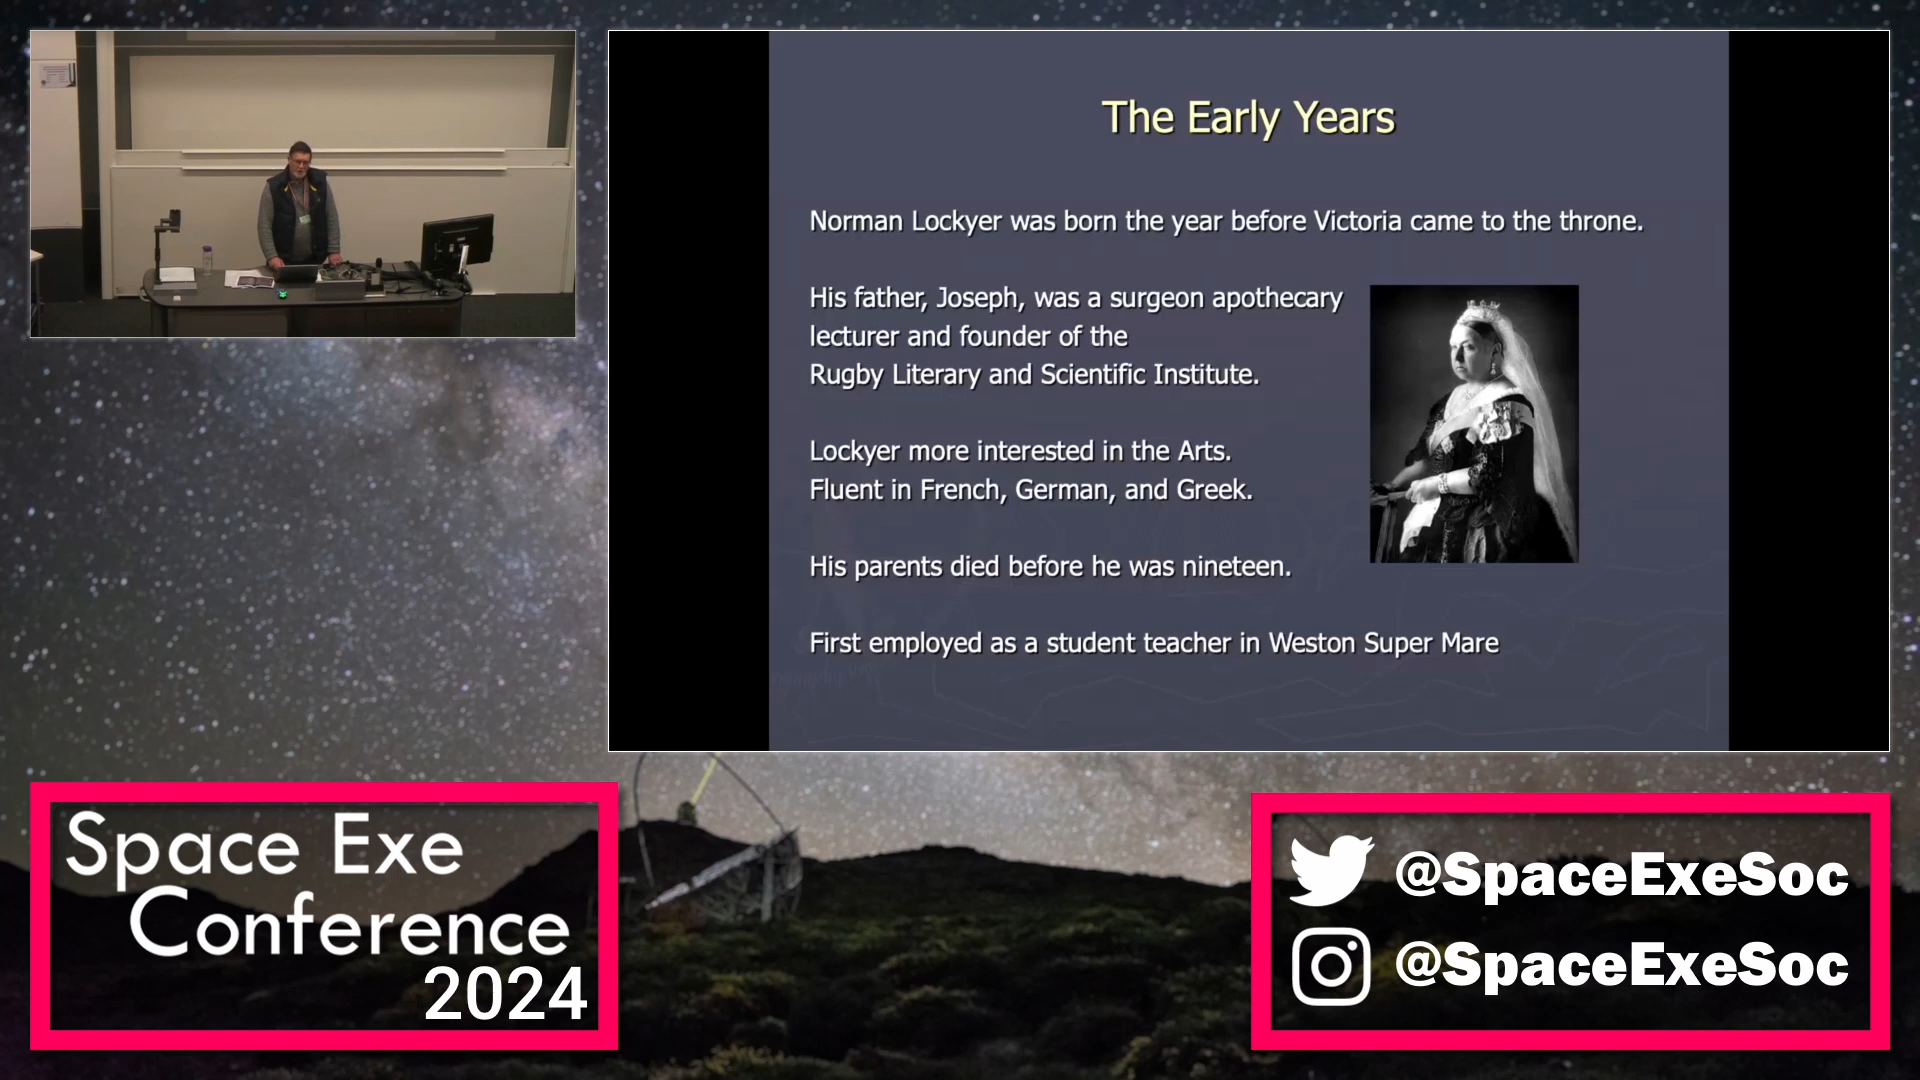 The Early Years
Norman Lockyer was born the year before Victoria came to the throne.
His father, Joseph, was a surgeon apothecary
lecturer and founder of the
Rugby Literary and Scientific Institute.
Lockyer more interested in the Arts.
Fluent in French, German, and Greek.
His parents died before he was nineteen.
First employed as a student teacher in Weston Super Mare
Space Exe
Conference
2024
@SpaceExeSoc
@SpaceExeSoc